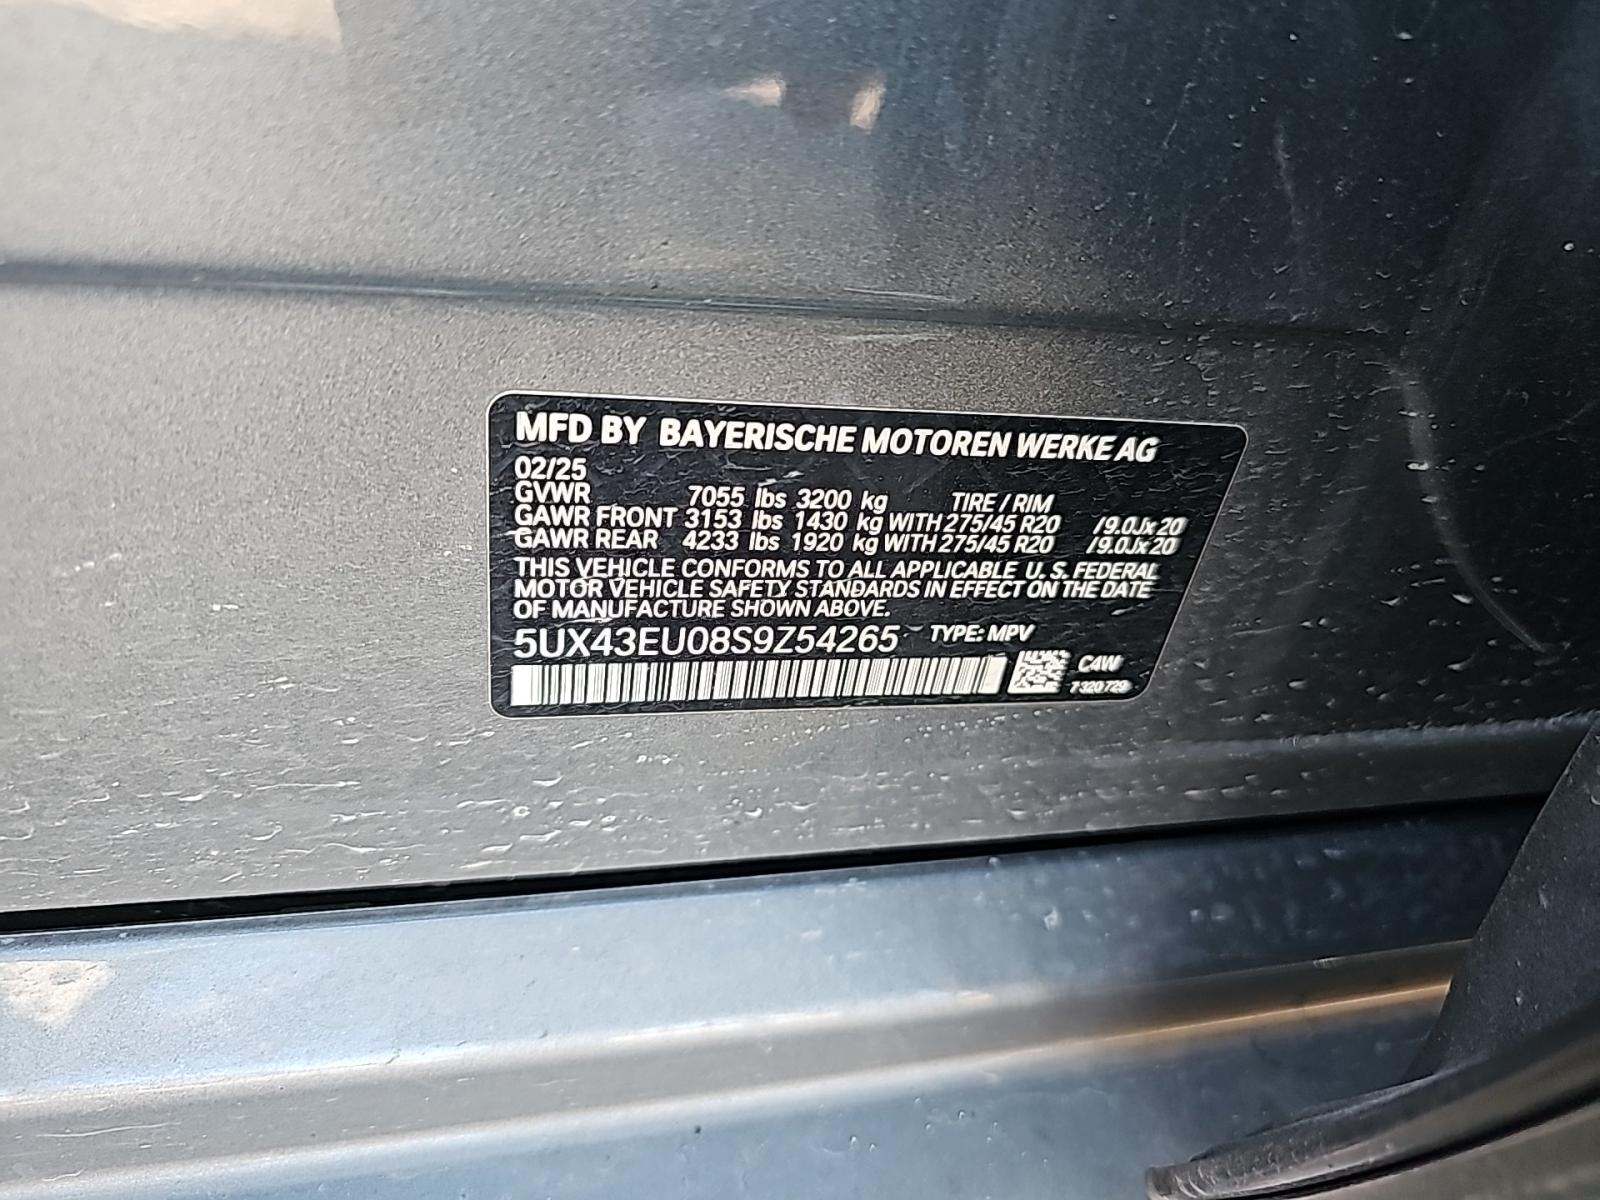 MFD BY BAYERISCHE MOTOREN WERKE AG
02/25
GVWR 7055 lbs 3200 kg TIRE / RIM
GAWR FRONT 3153 lbs 1430 kg WITH 275/45 R20 /9.0Jx20
GAWR REAR 4233 lbs 1920 kg WITH 275/45 R20 /9.0Jx20
THIS VEHICLE CONFORMS TO ALL APPLICABLE U.S. FEDERAL
MOTOR VEHICLE SAFETY STANDARDS IN EFFECT ON THE DATE
OF MANUFACTURE SHOWN ABOVE.
5UX43EU08S9Z54265 TYPE: MPV
C4W
7320729